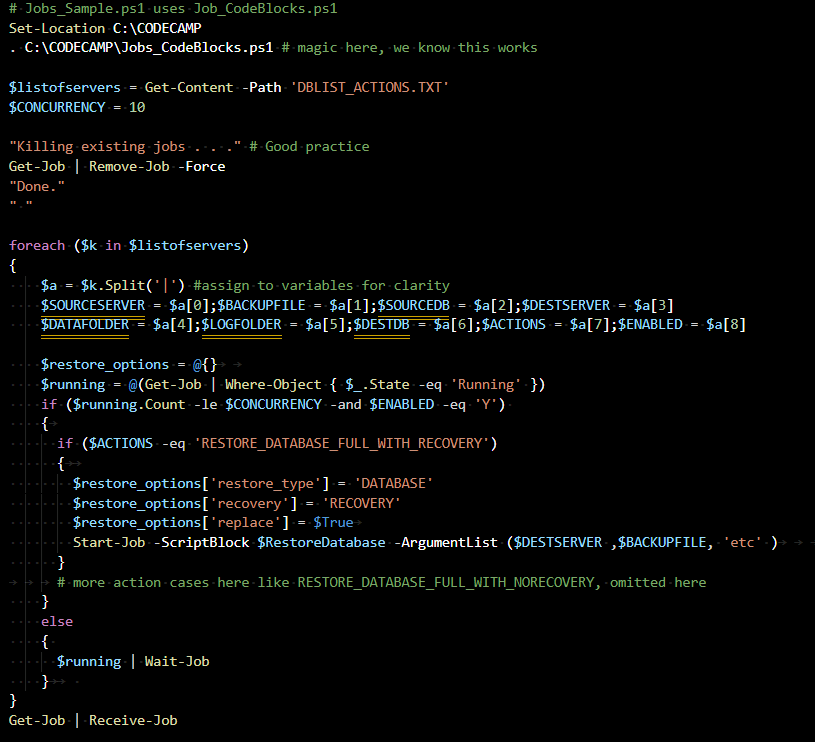 # Jobs_Sample.ps1 uses Job_CodeBlocks.ps1
Set-Location C:\CODECAMP
. C:\CODECAMP\Jobs_CodeBlocks.ps1 # magic here, we know this works
$listofservers = Get-Content -Path 'DBLIST_ACTIONS.TXT'
$CONCURRENCY = 10
"Killing existing jobs . . ." # Good practice
Get-Job | Remove-Job -Force
"Done."
" "
foreach ($k in $listofservers)
{
    $a = $k.Split('|') #assign to variables for clarity
    $SOURCESERVER = $a[0];$BACKUPFILE = $a[1];$SOURCEDB = $a[2];$DESTSERVER = $a[3]
    $DATAFOLDER = $a[4];$LOGFOLDER = $a[5];$DESTDB = $a[6];$ACTIONS = $a[7];$ENABLED = $a[8]
    $restore_options = @{}
    $running = @(Get-Job | Where-Object { $_.State -eq 'Running' })
    if ($running.Count -le $CONCURRENCY -and $ENABLED -eq 'Y')
    {
      if ($ACTIONS -eq 'RESTORE_DATABASE_FULL_WITH_RECOVERY')
      {
        $restore_options['restore_type'] = 'DATABASE'
        $restore_options['recovery'] = 'RECOVERY'
        $restore_options['replace'] = $True
        Start-Job -ScriptBlock $RestoreDatabase -ArgumentList ($DESTSERVER ,$BACKUPFILE, 'etc' )
      }
      # more action cases here like RESTORE_DATABASE_FULL_WITH_NORECOVERY, omitted here
    }
    else
    {
      $running | Wait-Job
    }
}
Get-Job | Receive-Job